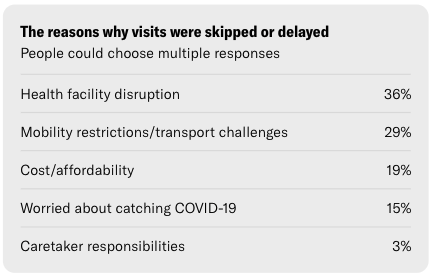 The reasons why visits were skipped or delayed
People could choose multiple responses
Health facility disruption 36%
Mobility restrictions/transport challenges 29%
Cost/affordability 19%
Worried about catching COVID-19 15%
Caretaker responsibilities 3%